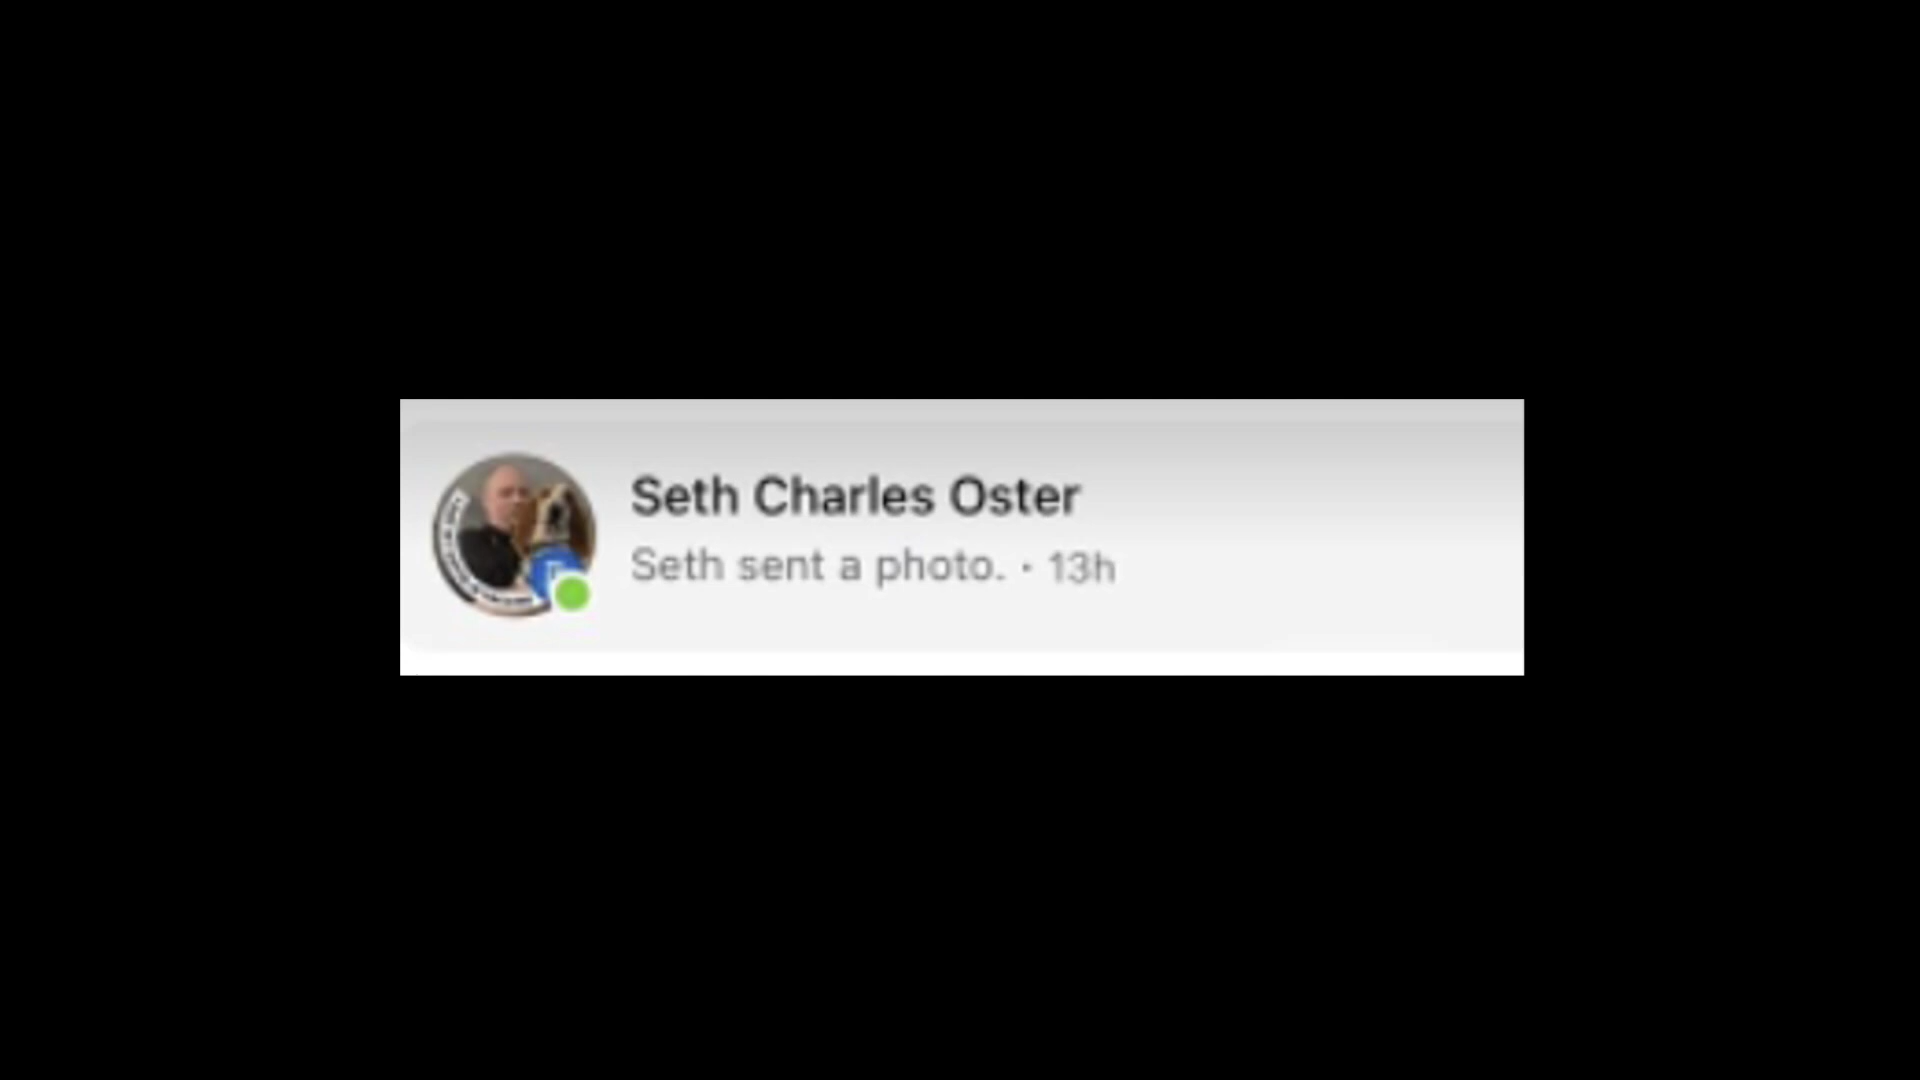 Seth Charles Oster
Seth sent a photo. · 13h